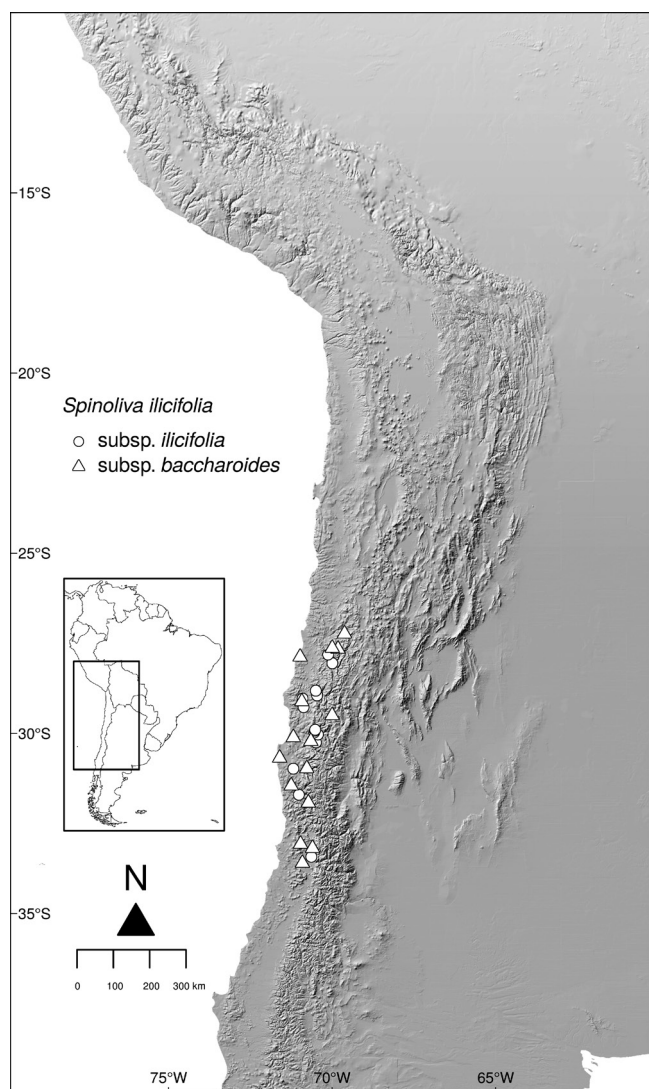 15°S
20°S
Spinoliva ilicifolia
subsp. ilicifolia
subsp. baccharoides
25°S
30°S
N
35°S
0 100 200 300 km
75°W 70°W 65°W